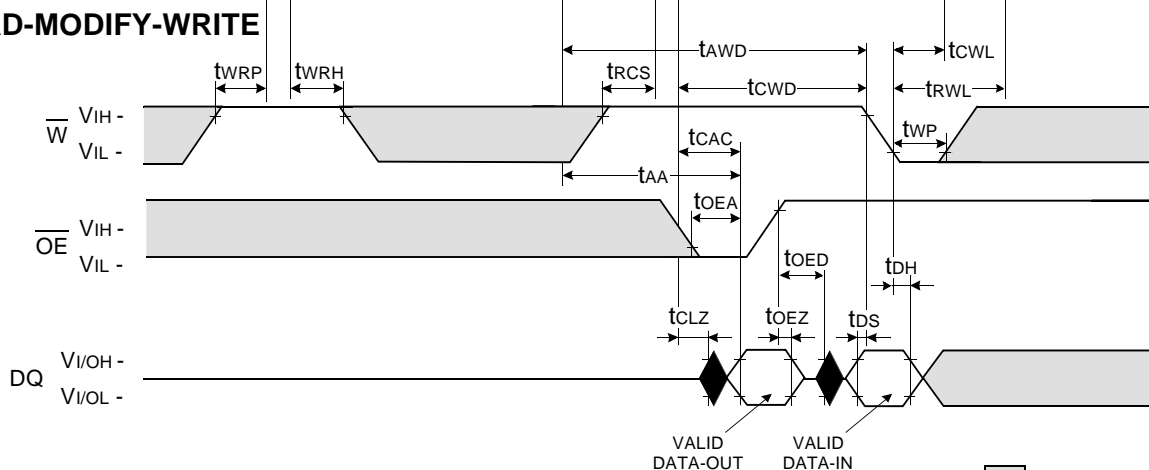 AD-MODIFY-WRITE
tAWD
tCWL
tWRP
tWRH
tRCS
tCWD
tRWL
W
VIH -
VIL -
tWP
tCAC
tAA
tOEA
OE
VIH -
VIL -
tOED
tDH
tCLZ
tOEZ
tDS
DQ
VI/OH -
VI/OL -
VALID
DATA-OUT
VALID
DATA-IN